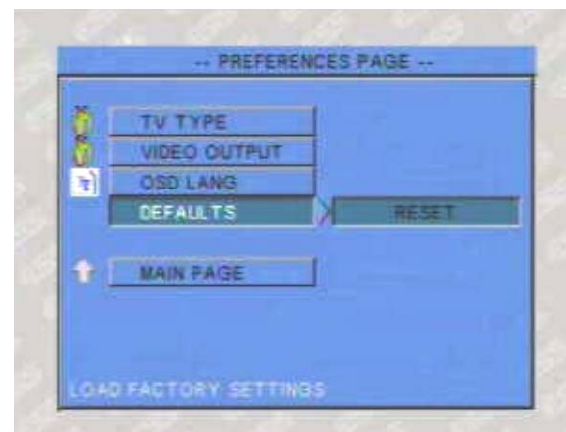 -- PREFERENCES PAGE --
TV TYPE
VIDEO OUTPUT
OSD LANG
DEFAULTS RESET
MAIN PAGE
LOAD FACTORY SETTINGS